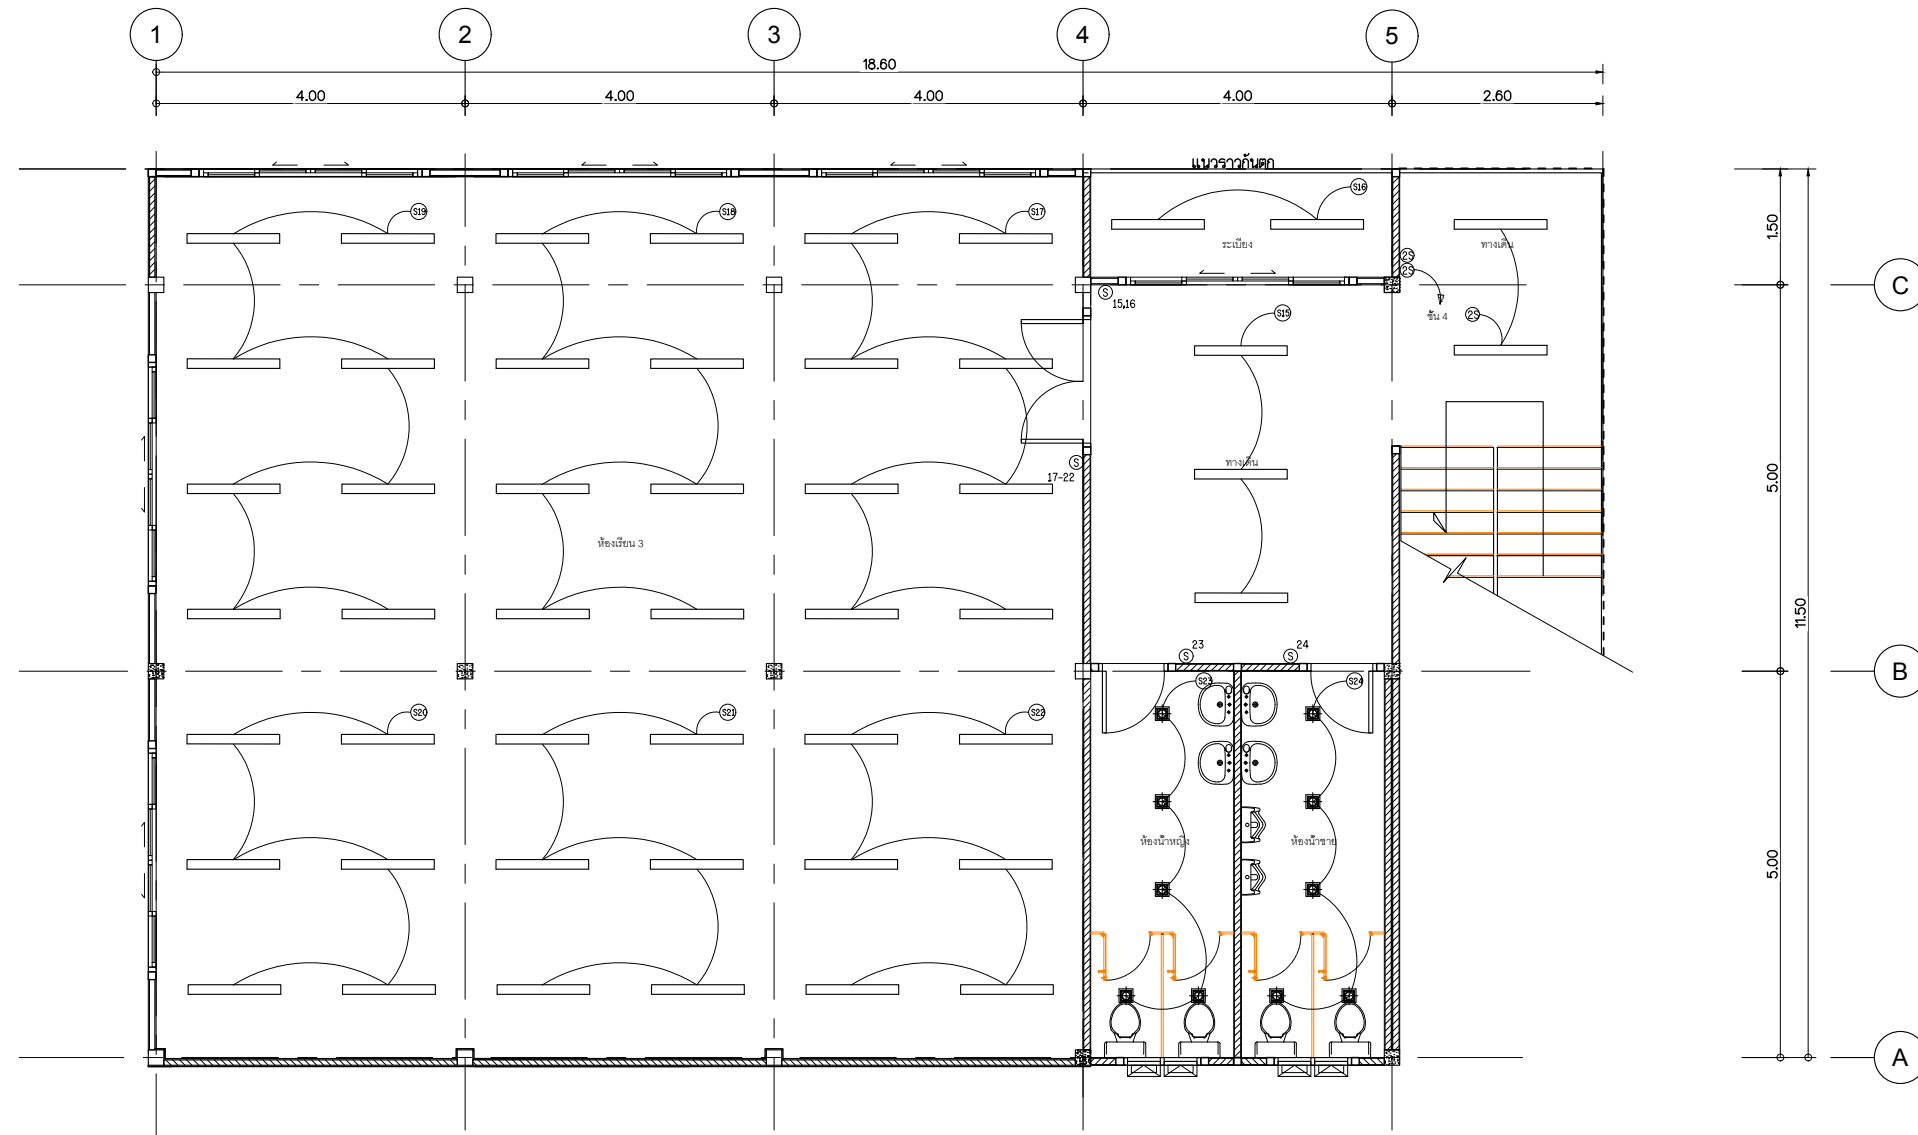 1 2 3 4 5
18.60
4.00 4.00 4.00 4.00 2.60
แนวราวกันตก
S19 S18 S17 S16
1.50
ระเบียง ทางเดิน
2S
2S
C
S 15,16
S15 2S
ชั้น 4
ทางเดิน
S
17-22
5.00
ห้องเรียน 3
11.50
23 24
S S
B
S23 S24
S20 S21 S22
ห้องน้ำหญิง ห้องน้ำชาย
5.00
A